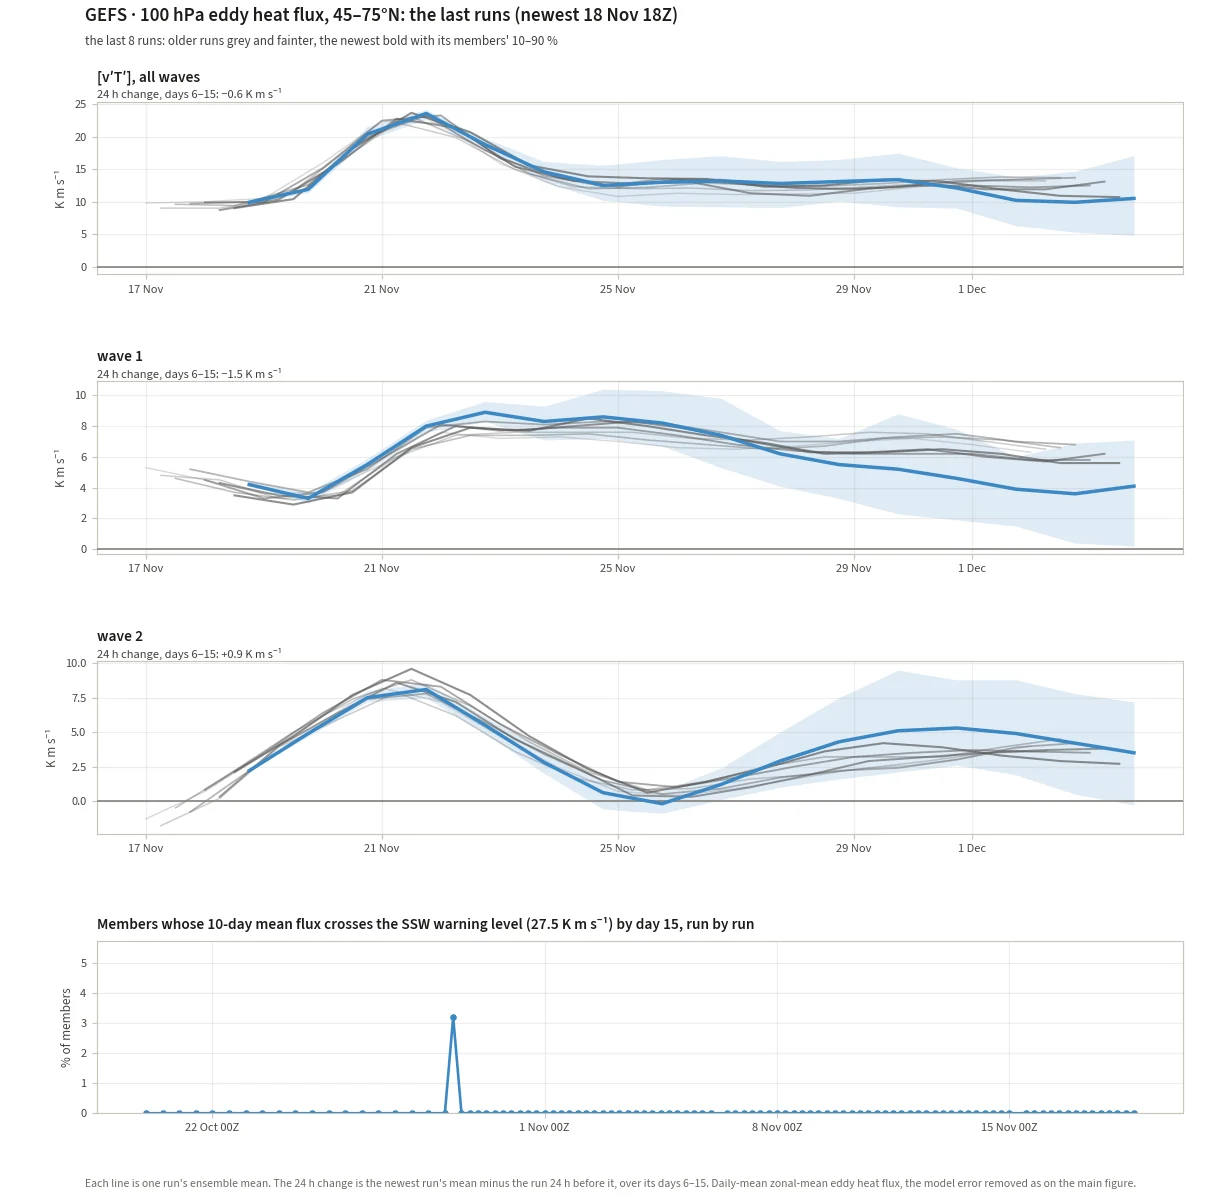 GEFS · 100 hPa eddy heat flux, 45–75°N: the last runs (newest 18 Nov 18Z)
the last 8 runs: older runs grey and fainter, the newest bold with its members' 10–90 %
[v′T′], all waves
24 h change, days 6–15: −0.6 K m s⁻¹
25
20
15
10
5
0
K m s⁻¹
17 Nov
21 Nov
25 Nov
29 Nov
1 Dec
wave 1
24 h change, days 6–15: −1.5 K m s⁻¹
10
8
6
4
2
0
K m s⁻¹
17 Nov
21 Nov
25 Nov
29 Nov
1 Dec
wave 2
24 h change, days 6–15: +0.9 K m s⁻¹
10.0
7.5
5.0
2.5
0.0
K m s⁻¹
17 Nov
21 Nov
25 Nov
29 Nov
1 Dec
Members whose 10-day mean flux crosses the SSW warning level (27.5 K m s⁻¹) by day 15, run by run
5
4
3
2
1
0
% of members
22 Oct 00Z
1 Nov 00Z
8 Nov 00Z
15 Nov 00Z
Each line is one run's ensemble mean. The 24 h change is the newest run's mean minus the run 24 h before it, over its days 6–15. Daily-mean zonal-mean eddy heat flux, the model error removed as on the main figure.